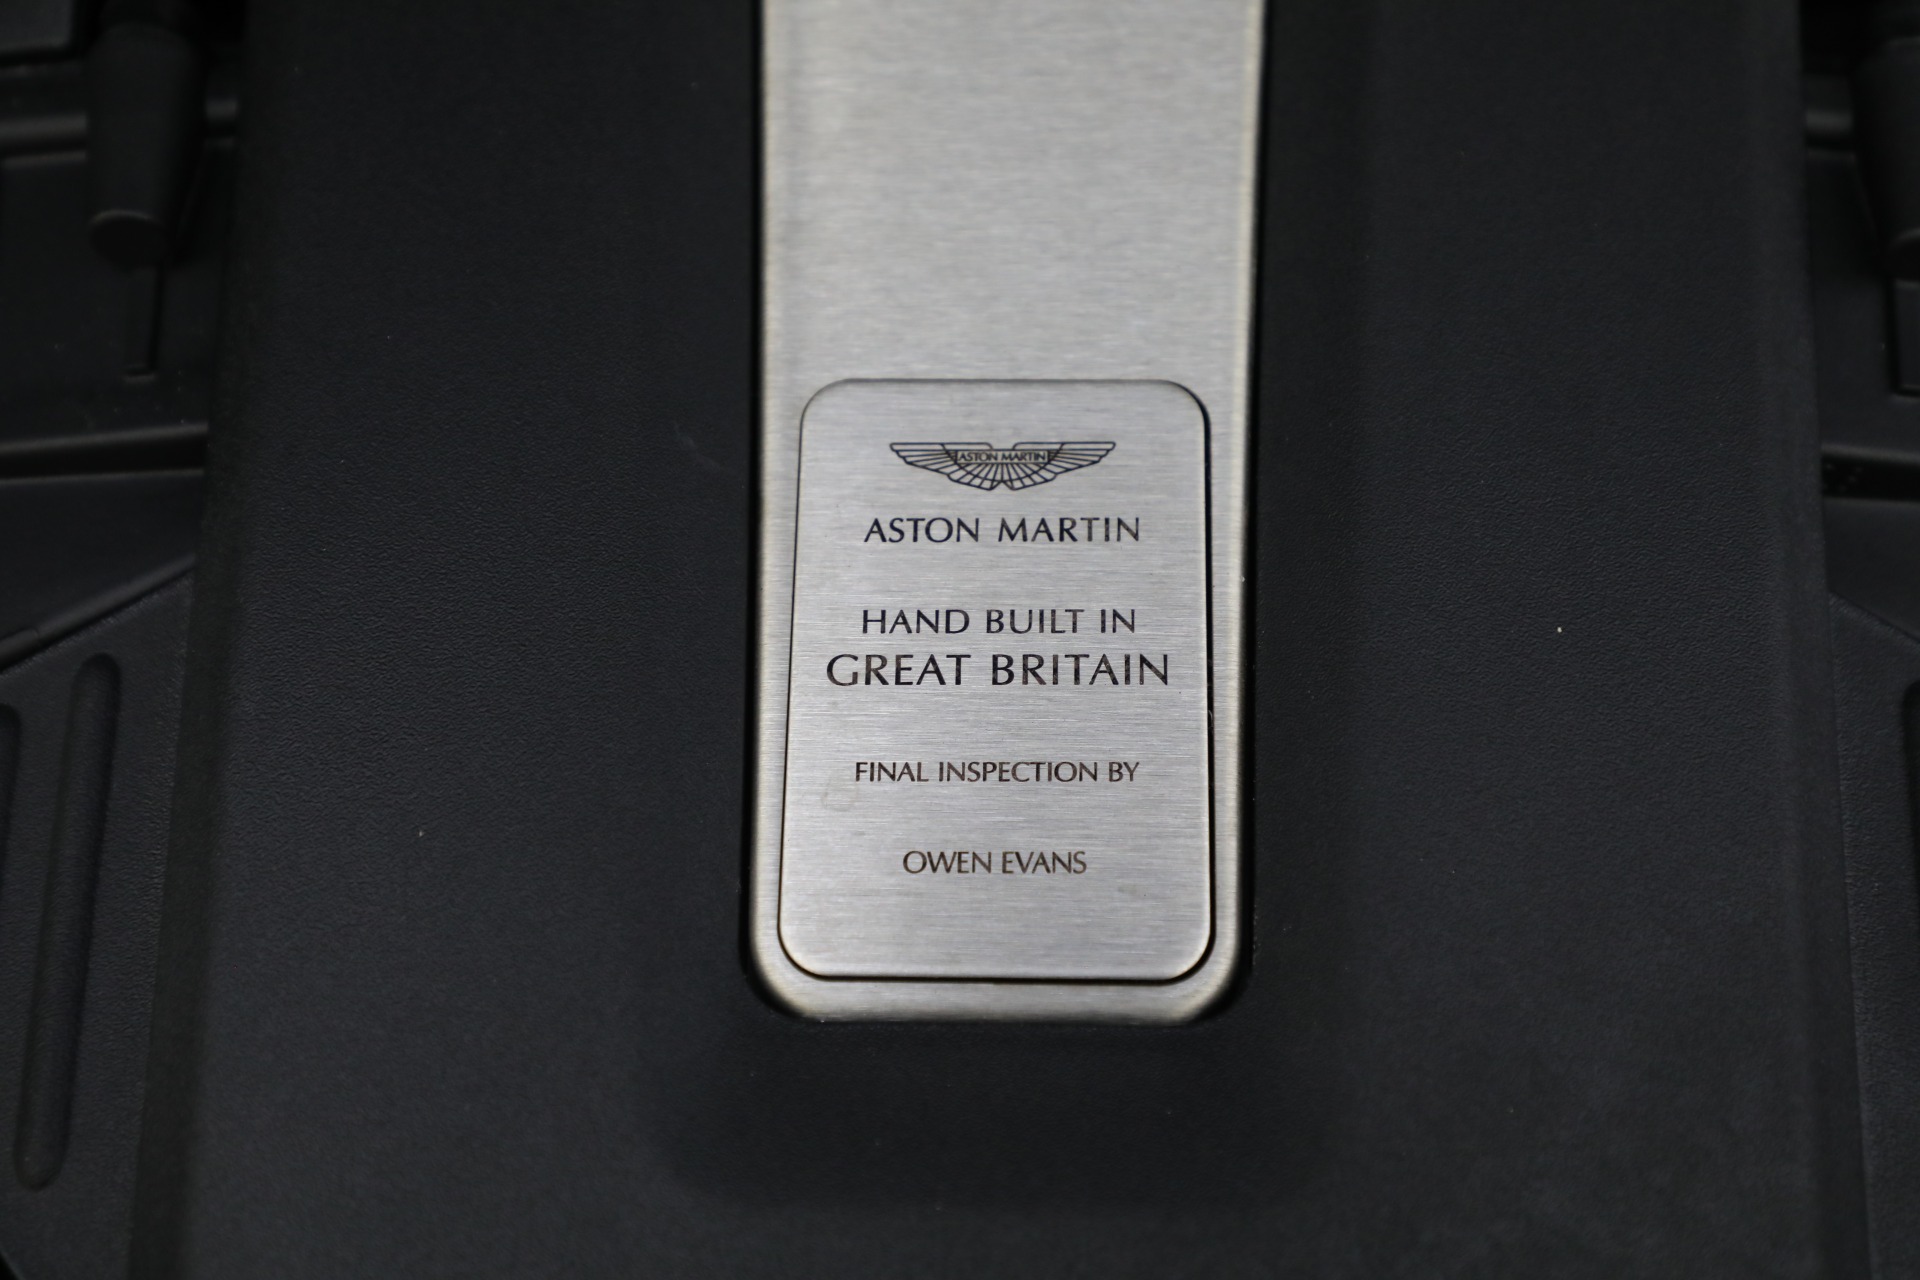 ASTON MARTIN
ASTON MARTIN
HAND BUILT IN
GREAT BRITAIN
FINAL INSPECTION BY
OWEN EVANS